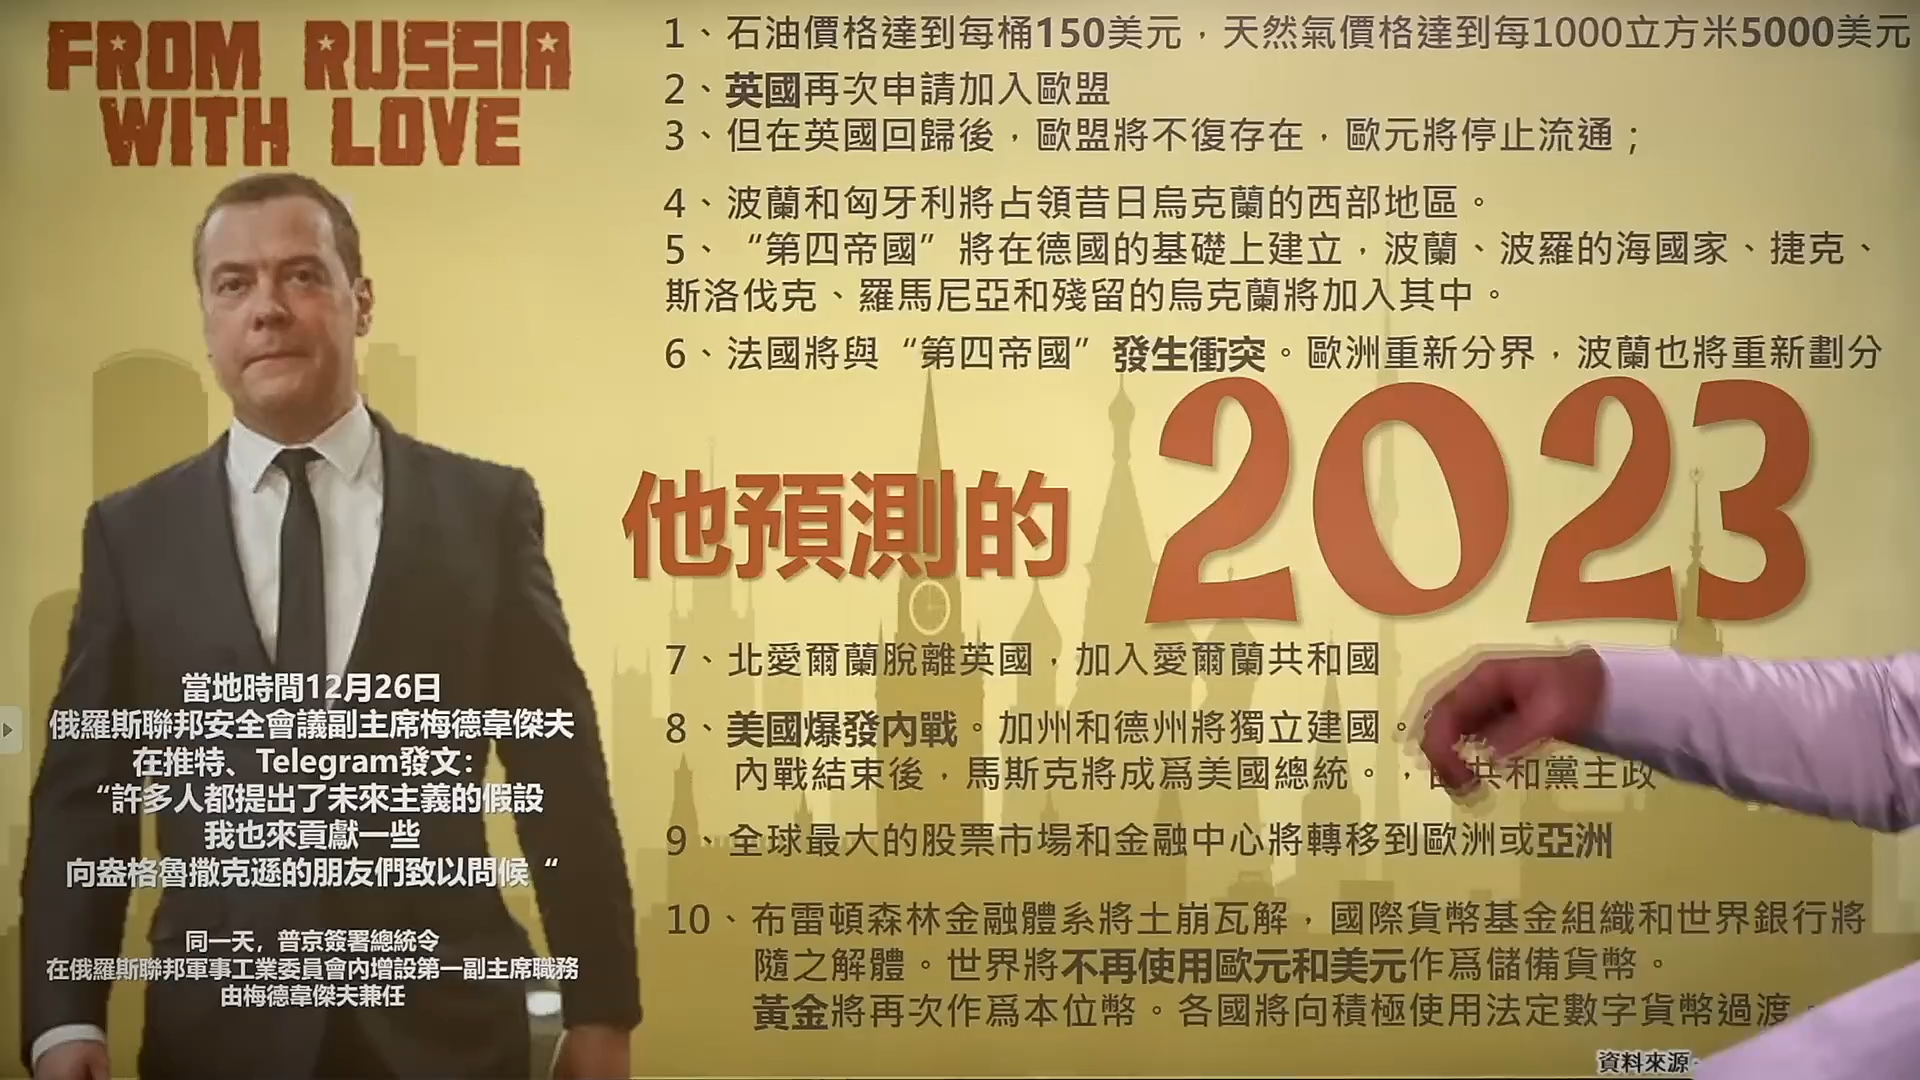 FROM RUSSIA
WITH LOVE
1、石油價格達到每桶150美元，天然氣價格達到每1000立方米5000美元
2、英國再次申請加入歐盟
3、但在英國回歸後，歐盟將不復存在，歐元將停止流通；
4、波蘭和匈牙利將占領昔日烏克蘭的西部地區。
5、“第四帝國”將在德國的基礎上建立，波蘭、波羅的海國家、捷克、
斯洛伐克、羅馬尼亞和殘留的烏克蘭將加入其中。
6、法國將與“第四帝國”發生衝突。歐洲重新分界，波蘭也將重新劃分
他預測的 2023
7、北愛爾蘭脫離英國，加入愛爾蘭共和國
8、美國爆發內戰。加州和德州將獨立建國。
內戰結束後，馬斯克將成爲美國總統。，共和黨主政
9、全球最大的股票市場和金融中心將轉移到歐洲或亞洲
10、布雷頓森林金融體系將土崩瓦解，國際貨幣基金組織和世界銀行將
隨之解體。世界將不再使用歐元和美元作爲儲備貨幣。
黃金將再次作爲本位幣。各國將向積極使用法定數字貨幣過渡。
資料來源
當地時間12月26日
俄羅斯聯邦安全會議副主席梅德韋傑夫
在推特、Telegram發文：
“許多人都提出了未來主義的假設
我也來貢獻一些
向盎格魯撒克遜的朋友們致以問候“
同一天，普京簽署總統令
在俄羅斯聯邦軍事工業委員會內增設第一副主席職務
由梅德韋傑夫兼任